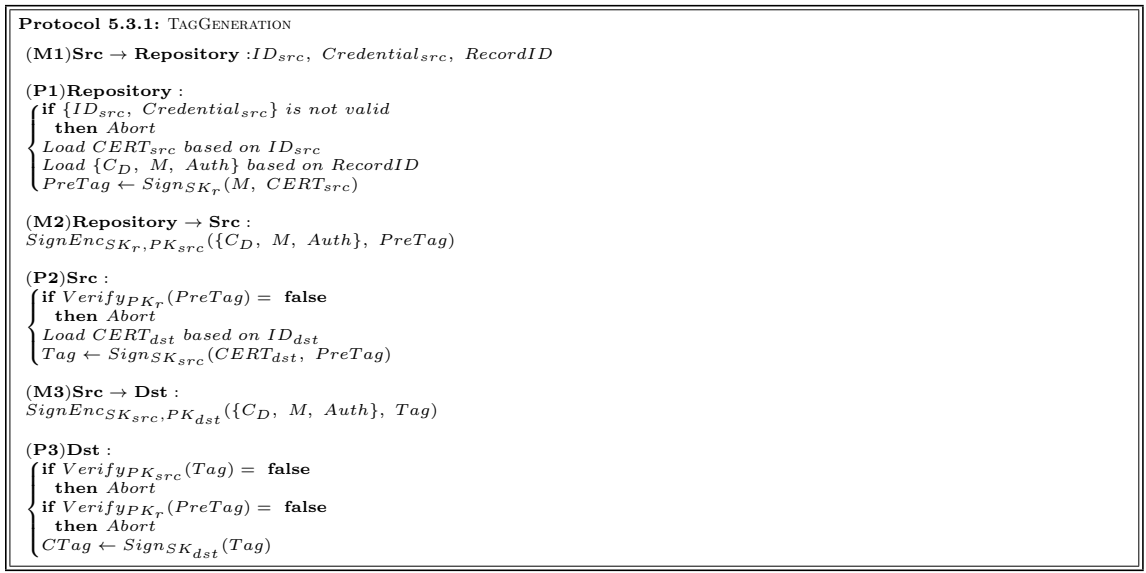 Protocol 5.3.1: TAGGENERATION
(M1)Src → Repository :ID_src, Credential_src, RecordID
(P1)Repository :
if {ID_src, Credential_src} is not valid
then Abort
Load CERT_src based on ID_src
Load {C_D, M, Auth} based on RecordID
PreTag ← Sign_SK_r(M, CERT_src)
(M2)Repository → Src :
SignEnc_SK_r,PK_src({C_D, M, Auth}, PreTag)
(P2)Src :
if Verify_PK_r(PreTag) = false
then Abort
Load CERT_dst based on ID_dst
Tag ← Sign_SK_src(CERT_dst, PreTag)
(M3)Src → Dst :
SignEnc_SK_src,PK_dst({C_D, M, Auth}, Tag)
(P3)Dst :
if Verify_PK_src(Tag) = false
then Abort
if Verify_PK_r(PreTag) = false
then Abort
CTag ← Sign_SK_dst(Tag)